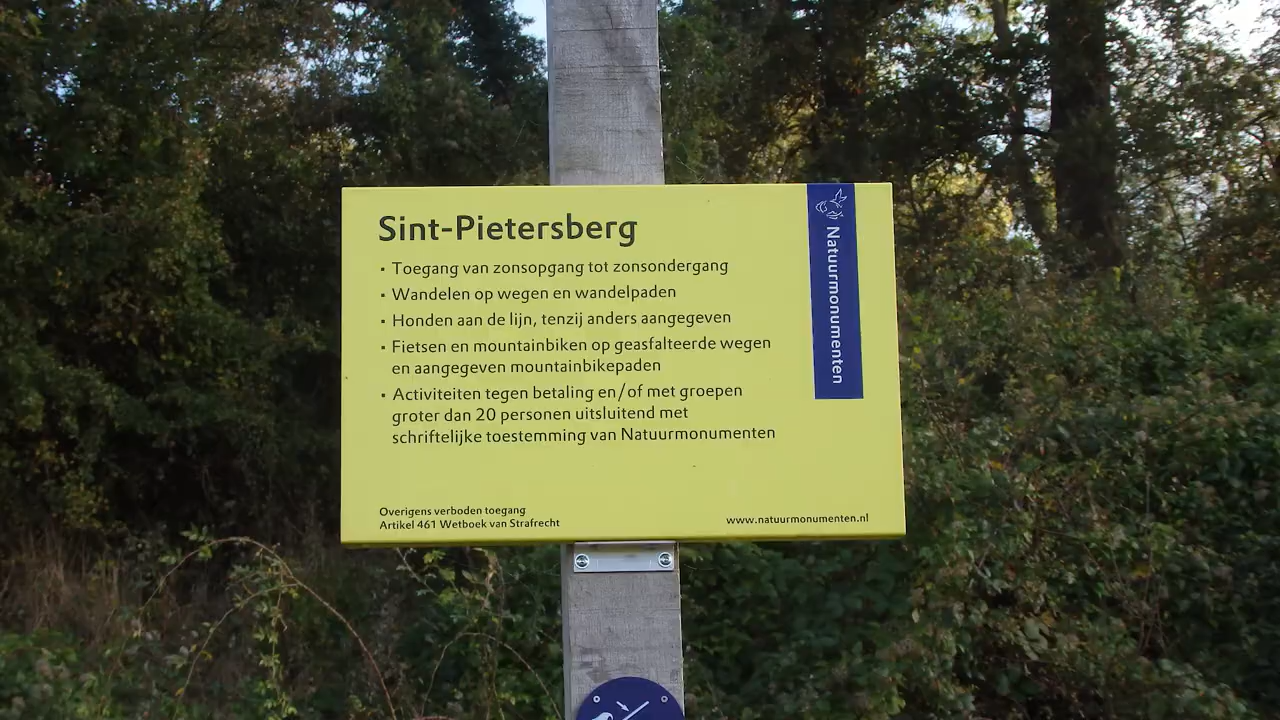 Sint-Pietersberg
▪ Toegang van zonsopgang tot zonsondergang
▪ Wandelen op wegen en wandelpaden
▪ Honden aan de lijn, tenzij anders aangegeven
▪ Fietsen en mountainbiken op geasfalteerde wegen
en aangegeven mountainbikepaden
▪ Activiteiten tegen betaling en/of met groepen
groter dan 20 personen uitsluitend met
schriftelijke toestemming van Natuurmonumenten
Overigens verboden toegang
Artikel 461 Wetboek van Strafrecht
www.natuurmonumenten.nl
Natuurmonumenten